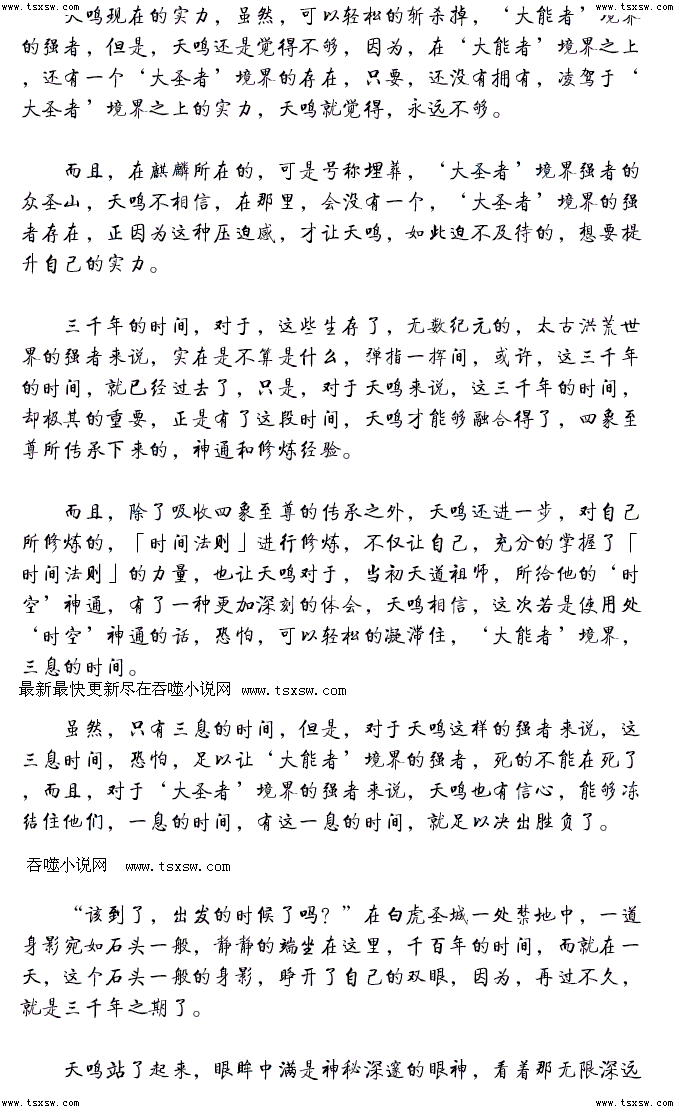 www.tsxsw.com www.tsxsw.com www.tsxsw.com www.tsxsw.com
天鸣现在的实力，虽然，可以轻松的斩杀掉，‘大能者’境界
的强者，但是，天鸣还是觉得不够，因为，在‘大能者’境界之上
，还有一个‘大圣者’境界的存在，只要，还没有拥有，凌驾于‘
大圣者’境界之上的实力，天鸣就觉得，永远不够。
而且，在麒麟所在的，可是号称埋葬，‘大圣者’境界强者的
众圣山，天鸣不相信，在那里，会没有一个，‘大圣者’境界的强
者存在，正因为这种压迫感，才让天鸣，如此迫不及待的，想要提
升自己的实力。
三千年的时间，对于，这些生存了，无数纪元的，太古洪荒世
界的强者来说，实在是不算是什么，弹指一挥间，或许，这三千年
的时间，就已经过去了，只是，对于天鸣来说，这三千年的时间，
却极其的重要，正是有了这段时间，天鸣才能够融合得了，四象至
尊所传承下来的，神通和修炼经验。
而且，除了吸收四象至尊的传承之外，天鸣还进一步，对自己
所修炼的，「时间法则」进行修炼，不仅让自己，充分的掌握了「
时间法则」的力量，也让天鸣对于，当初天道祖师，所给他的‘时
空’神通，有了一种更加深刻的体会，天鸣相信，这次若是使用处
‘时空’神通的话，恐怕，可以轻松的凝滞住，‘大能者’境界，
三息的时间。
最新最快更新尽在吞噬小说网 www.tsxsw.com
虽然，只有三息的时间，但是，对于天鸣这样的强者来说，这
三息时间，恐怕，足以让‘大能者’境界的强者，死的不能在死了
，而且，对于‘大圣者’境界的强者来说，天鸣也有信心，能够冻
结住他们，一息的时间，有这一息的时间，就足以决出胜负了。
吞噬小说网 www.tsxsw.com
“该到了，出发的时候了吗？”在白虎圣城一处禁地中，一道
身影宛如石头一般，静静的端坐在这里，千百年的时间，而就在一
天，这个石头一般的身影，睁开了自己的双眼，因为，再过不久，
就是三千年之期了。
天鸣站了起来，眼眸中满是神秘深邃的眼神，看着那无限深远
www.tsxsw.com www.tsxsw.com www.tsxsw.com www.tsxsw.com